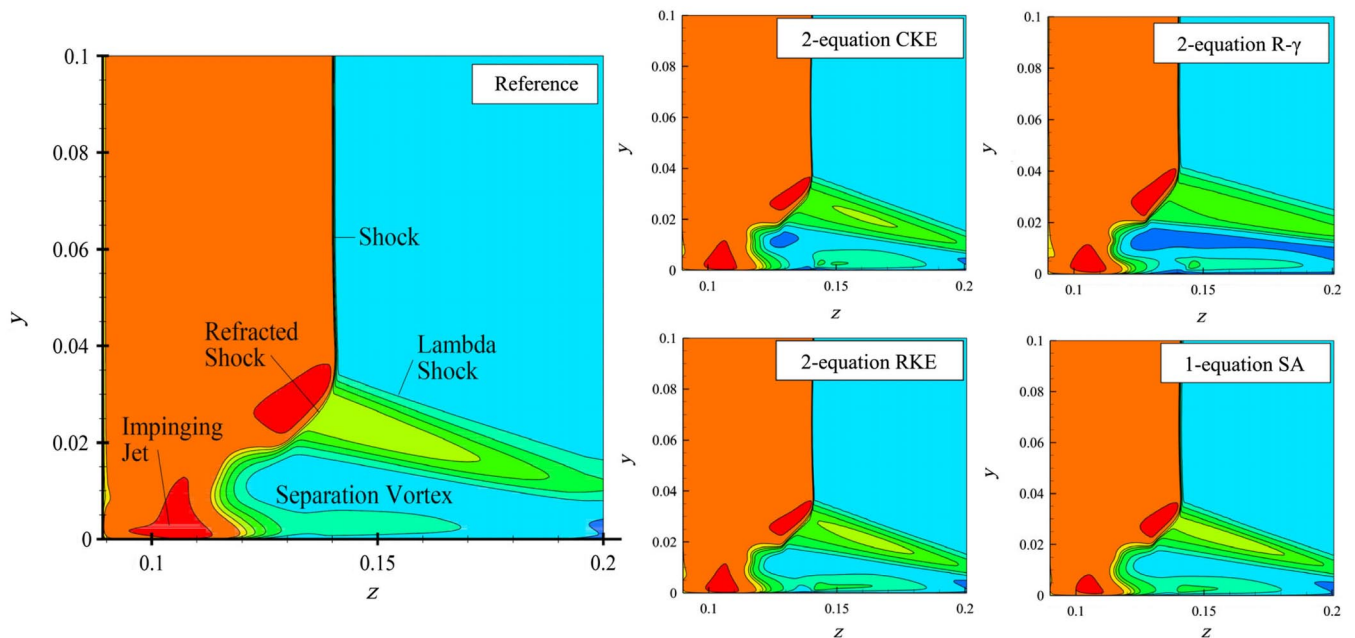 0.1
Reference
0.08
y
0.06
Shock
0.04
Refracted
Shock
Lambda
Shock
Impinging
Jet
0.02
Separation Vortex
0
0.1
0.15
0.2
z
0.1
2-equation CKE
0.08
0.06
y
0.04
0.02
0
0.1
0.15
0.2
z
0.1
2-equation R-γ
0.08
0.06
y
0.04
0.02
0
0.1
0.15
0.2
z
0.1
2-equation RKE
0.08
0.06
y
0.04
0.02
0
0.1
0.15
0.2
z
0.1
1-equation SA
0.08
0.06
y
0.04
0.02
0
0.1
0.15
0.2
z